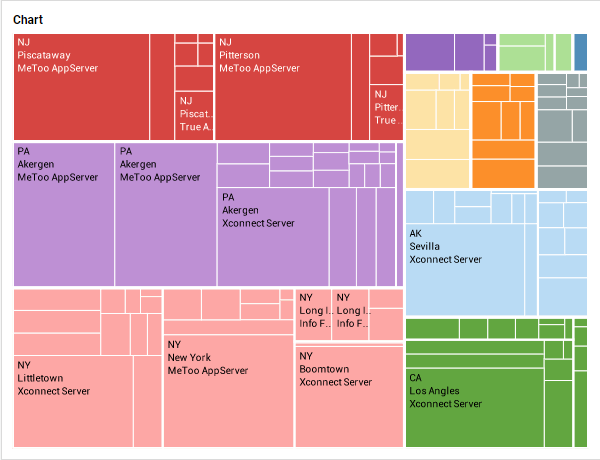 Chart
NJ
Piscataway
MeToo AppServer
NJ
Piscat..
True A..
NJ
Pitterson
MeToo AppServer
NJ
Pitter..
True ..
PA
Akergen
MeToo AppServer
PA
Akergen
MeToo AppServer
PA
Akergen
Xconnect Server
NY
Littletown
Xconnect Server
NY
New York
MeToo AppServer
NY
Long I..
Info F..
NY
Long I..
Info F..
NY
Boomtown
Xconnect Server
AK
Sevilla
Xconnect Server
CA
Los Angles
Xconnect Server